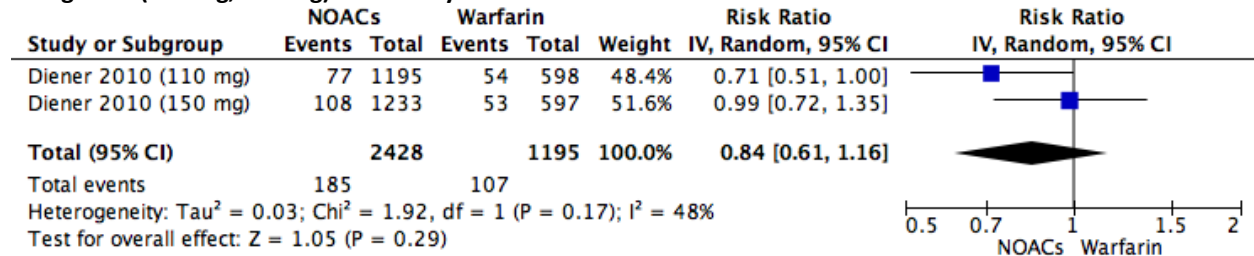 NOACs Warfarin Risk Ratio Risk Ratio
Study or Subgroup Events Total Events Total Weight IV, Random, 95% CI IV, Random, 95% CI
Diener 2010 (110 mg) 77 1195 54 598 48.4% 0.71 [0.51, 1.00]
Diener 2010 (150 mg) 108 1233 53 597 51.6% 0.99 [0.72, 1.35]
Total (95% CI) 2428 1195 100.0% 0.84 [0.61, 1.16]
Total events 185 107
Heterogeneity: Tau² = 0.03; Chi² = 1.92, df = 1 (P = 0.17); I² = 48%
Test for overall effect: Z = 1.05 (P = 0.29)
0.5 0.7 1 1.5 2
NOACs Warfarin